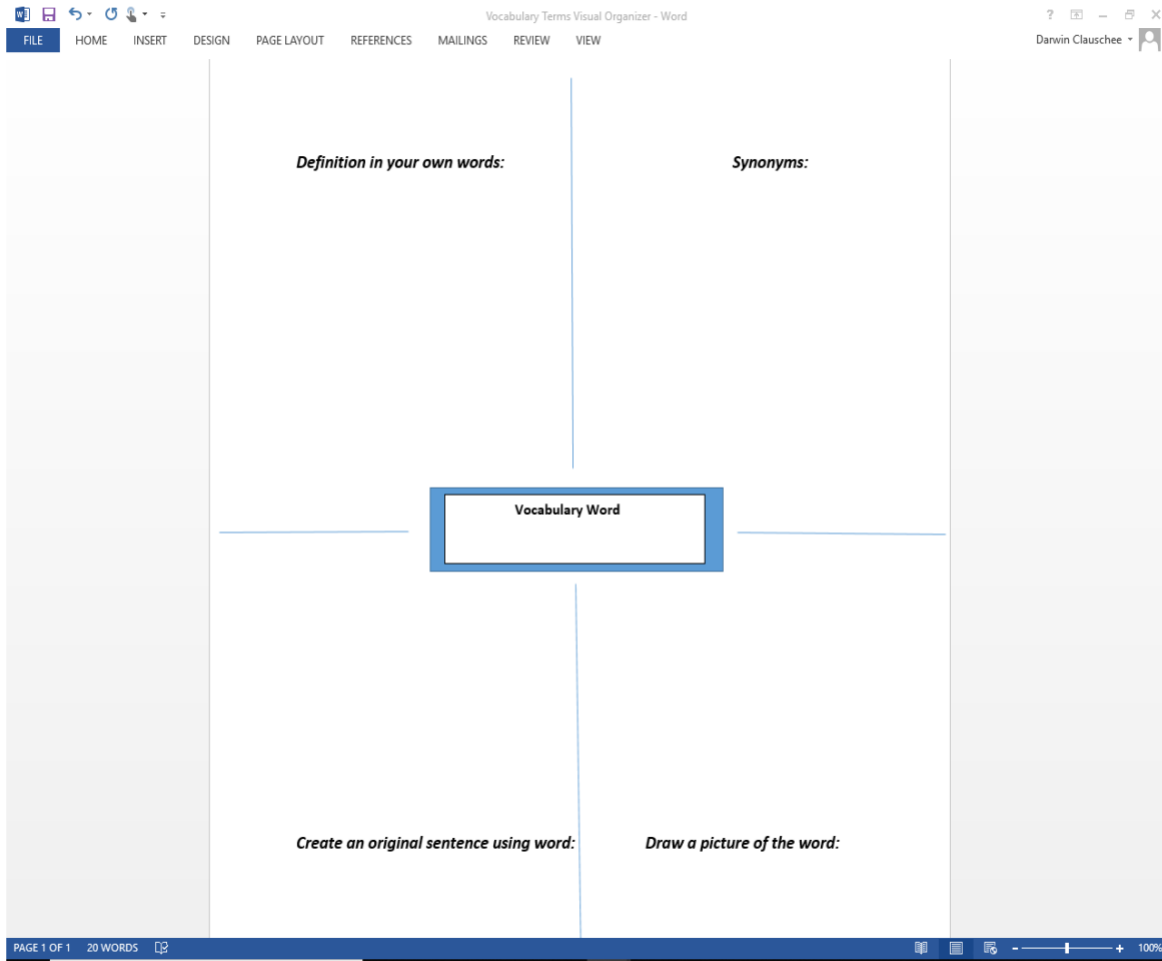 Vocabulary Terms Visual Organizer - Word
FILE HOME INSERT DESIGN PAGE LAYOUT REFERENCES MAILINGS REVIEW VIEW
Darwin Clauschee
Definition in your own words:
Synonyms:
Vocabulary Word
Create an original sentence using word:
Draw a picture of the word:
PAGE 1 OF 1 20 WORDS
100%